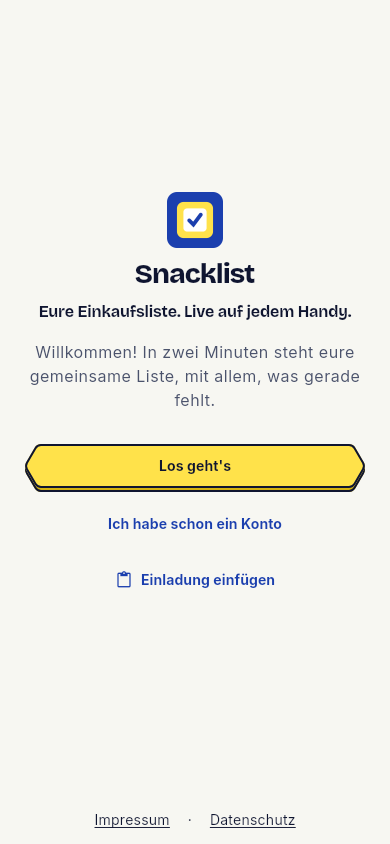 Snacklist
Eure Einkaufsliste. Live auf jedem Handy.
Willkommen! In zwei Minuten steht eure
gemeinsame Liste, mit allem, was gerade
fehlt.
Los geht's
Ich habe schon ein Konto
Einladung einfügen
Impressum · Datenschutz